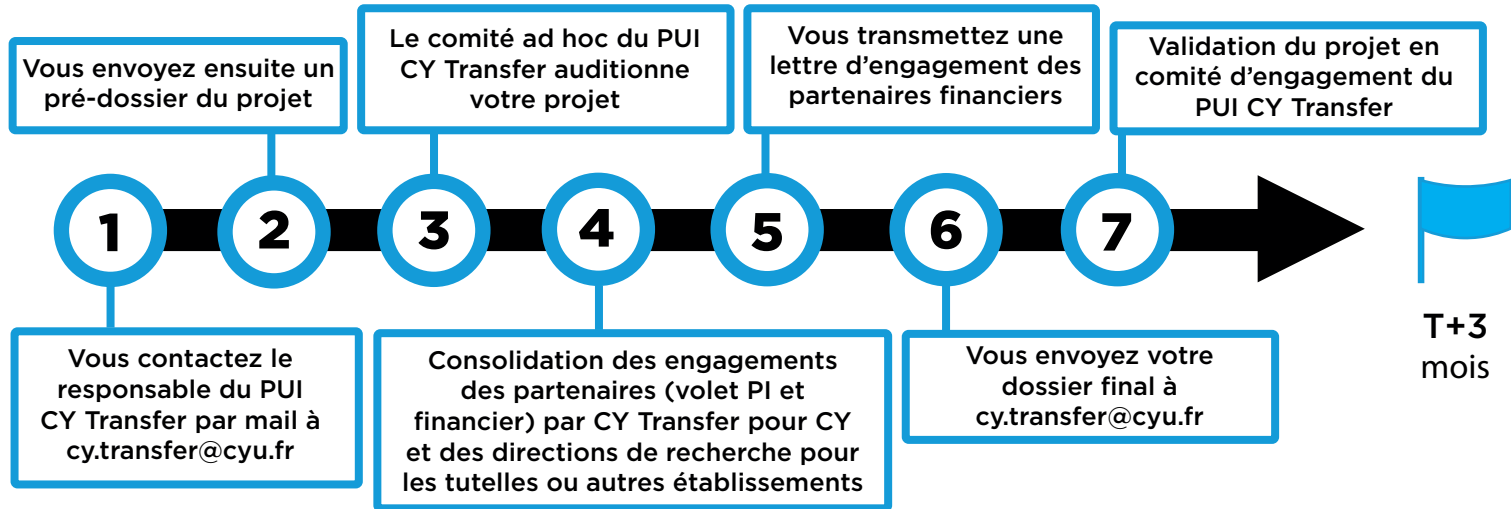 Vous envoyez ensuite un
pré-dossier du projet
Le comité ad hoc du PUI
CY Transfer auditionne
votre projet
Vous transmettez une
lettre d'engagement des
partenaires financiers
Validation du projet en
comité d'engagement du
PUI CY Transfer
1
2
3
4
5
6
7
Vous contactez le
responsable du PUI
CY Transfer par mail à
cy.transfer@cyu.fr
Consolidation des engagements
des partenaires (volet PI et
financier) par CY Transfer pour CY
et des directions de recherche pour
les tutelles ou autres établissements
Vous envoyez votre
dossier final à
cy.transfer@cyu.fr
T+3
mois